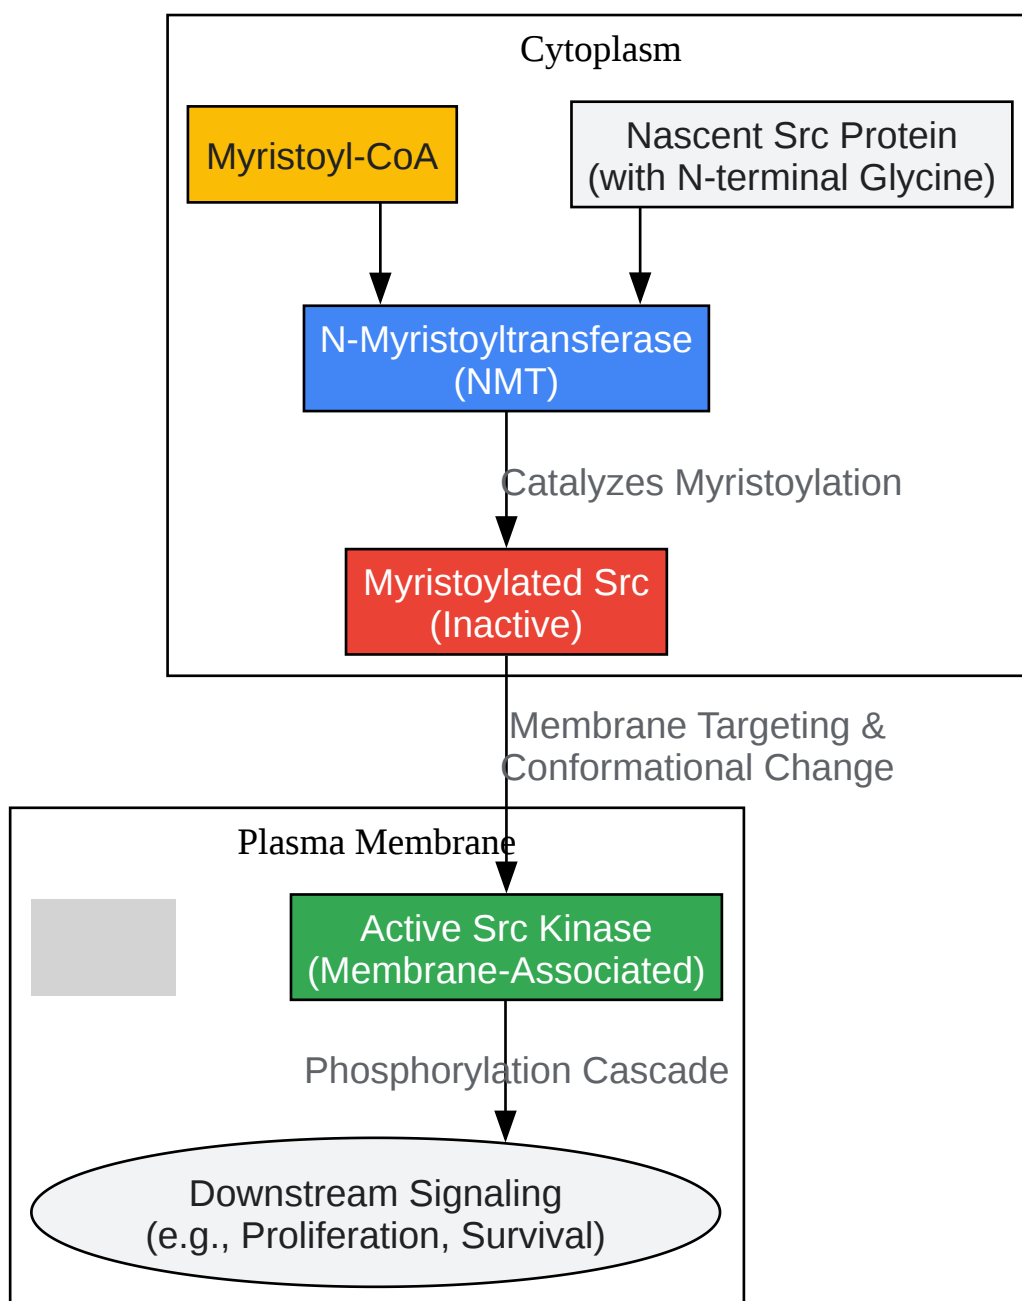 Cytoplasm
Myristoyl-CoA
Nascent Src Protein
(with N-terminal Glycine)
N-Myristoyltransferase
(NMT)
Catalyzes Myristoylation
Myristoylated Src
(Inactive)
Membrane Targeting &
Conformational Change
Plasma Membrane
Active Src Kinase
(Membrane-Associated)
Phosphorylation Cascade
Downstream Signaling
(e.g., Proliferation, Survival)